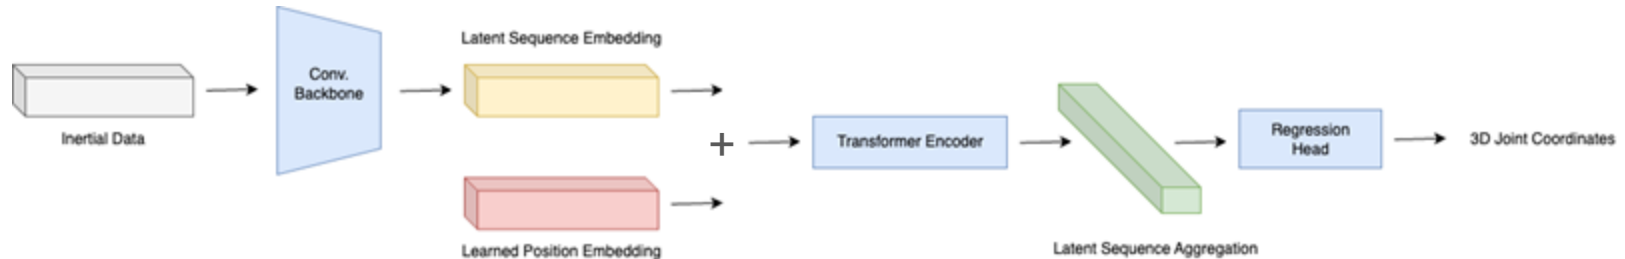 Inertial Data
Conv.
Backbone
Latent Sequence Embedding
+
Learned Position Embedding
Transformer Encoder
Latent Sequence Aggregation
Regression
Head
3D Joint Coordinates